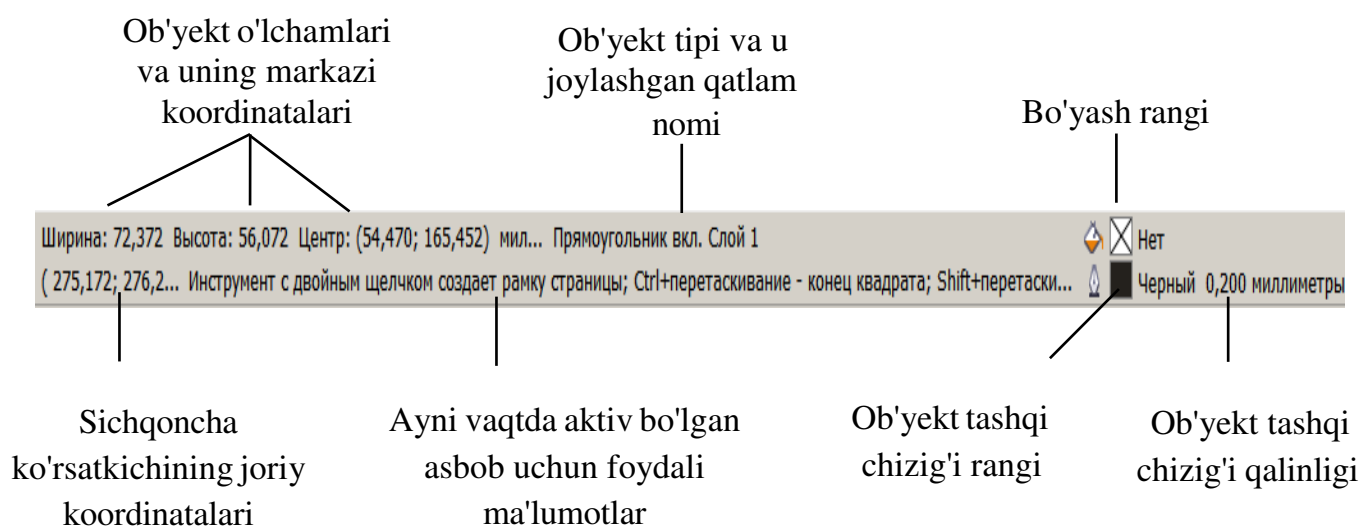 Ob'yekt o'lchamlari
va uning markazi
koordinatalari
Ob'yekt tipi va u
joylashgan qatlam
nomi
Bo'yash rangi
Ширина: 72,372 Высота: 56,072 Центр: (54,470; 165,452) мил... Прямоугольник вкл. Слой 1 Нет
( 275,172; 276,2... Инструмент с двойным щелчком создает рамку страницы; Ctrl+перетаскивание - конец квадрата; Shift+перетаски... Черный 0,200 миллиметры
Sichqoncha
ko'rsatkichining joriy
koordinatalari
Ayni vaqtda aktiv bo'lgan
asbob uchun foydali
ma'lumotlar
Ob'yekt tashqi
chizig'i rangi
Ob'yekt tashqi
chizig'i qalinligi